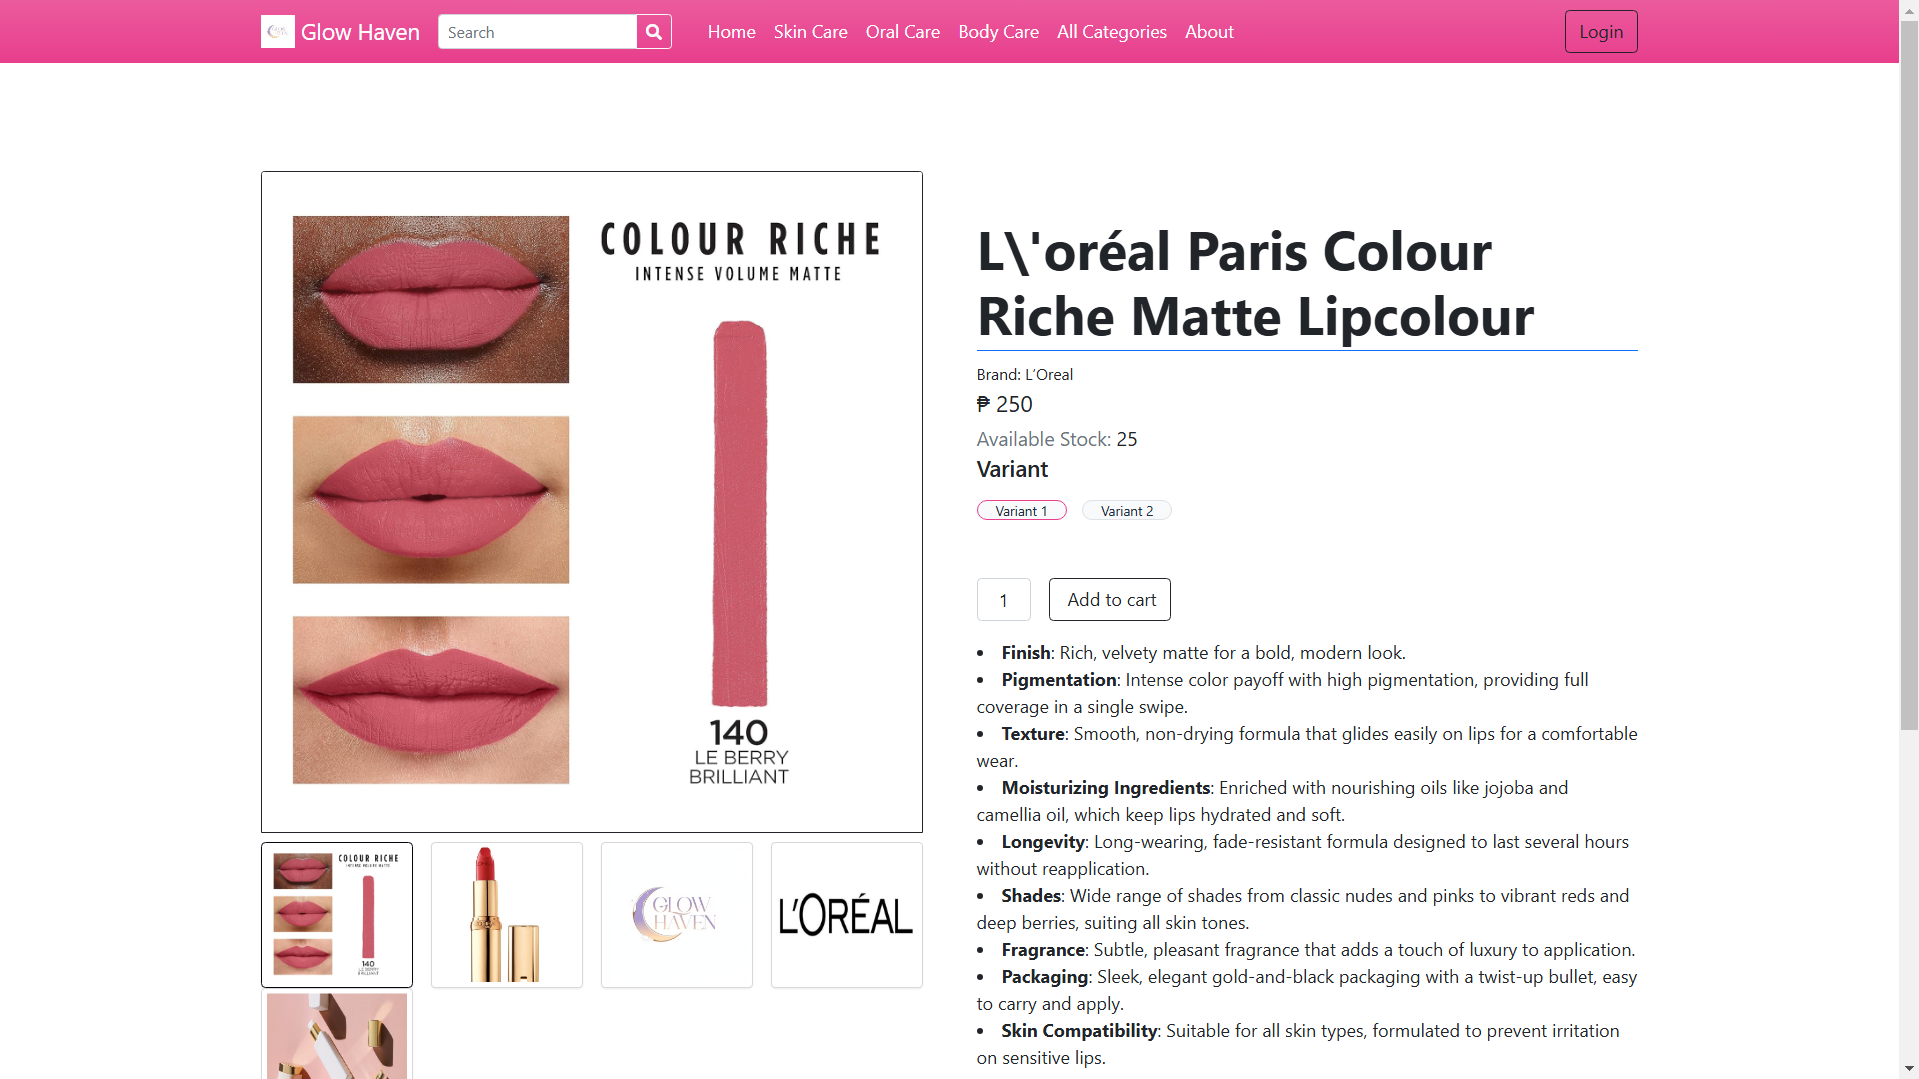 Glow Haven
Search
Home
Skin Care
Oral Care
Body Care
All Categories
About
Login
COLOUR RICHE
INTENSE VOLUME MATTE
140
LE BERRY
BRILLIANT
L\'oréal Paris Colour
Riche Matte Lipcolour
Brand: L'Oreal
₱ 250
Available Stock: 25
Variant
Variant 1
Variant 2
1
Add to cart
• Finish: Rich, velvety matte for a bold, modern look.
• Pigmentation: Intense color payoff with high pigmentation, providing full
coverage in a single swipe.
• Texture: Smooth, non-drying formula that glides easily on lips for a comfortable
wear.
• Moisturizing Ingredients: Enriched with nourishing oils like jojoba and
camellia oil, which keep lips hydrated and soft.
• Longevity: Long-wearing, fade-resistant formula designed to last several hours
without reapplication.
• Shades: Wide range of shades from classic nudes and pinks to vibrant reds and
deep berries, suiting all skin tones.
• Fragrance: Subtle, pleasant fragrance that adds a touch of luxury to application.
• Packaging: Sleek, elegant gold-and-black packaging with a twist-up bullet, easy
to carry and apply.
• Skin Compatibility: Suitable for all skin types, formulated to prevent irritation
on sensitive lips.
COLOUR RICHE
INTENSE VOLUME MATTE
140
LE BERRY
BRILLIANT
GLOW
HAVEN
L'ORÉAL